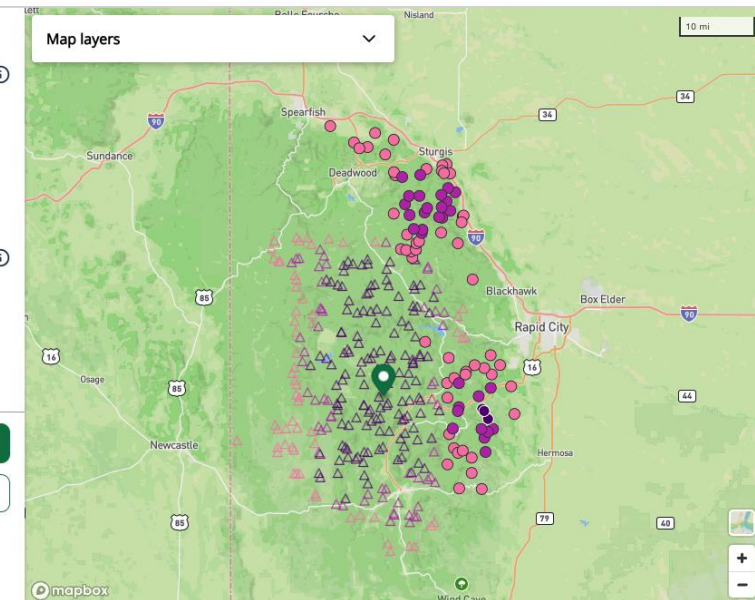 Belle Fourche
Nisland
Map layers
10 mi
34
34
Spearfish
90
Sturgis
Sundance
Deadwood
90
85
Blackhawk
Box Elder
90
Rapid City
16
16
Osage
85
44
Newcastle
Hermosa
85
79
40
+
mapbox
Wind Cave
−